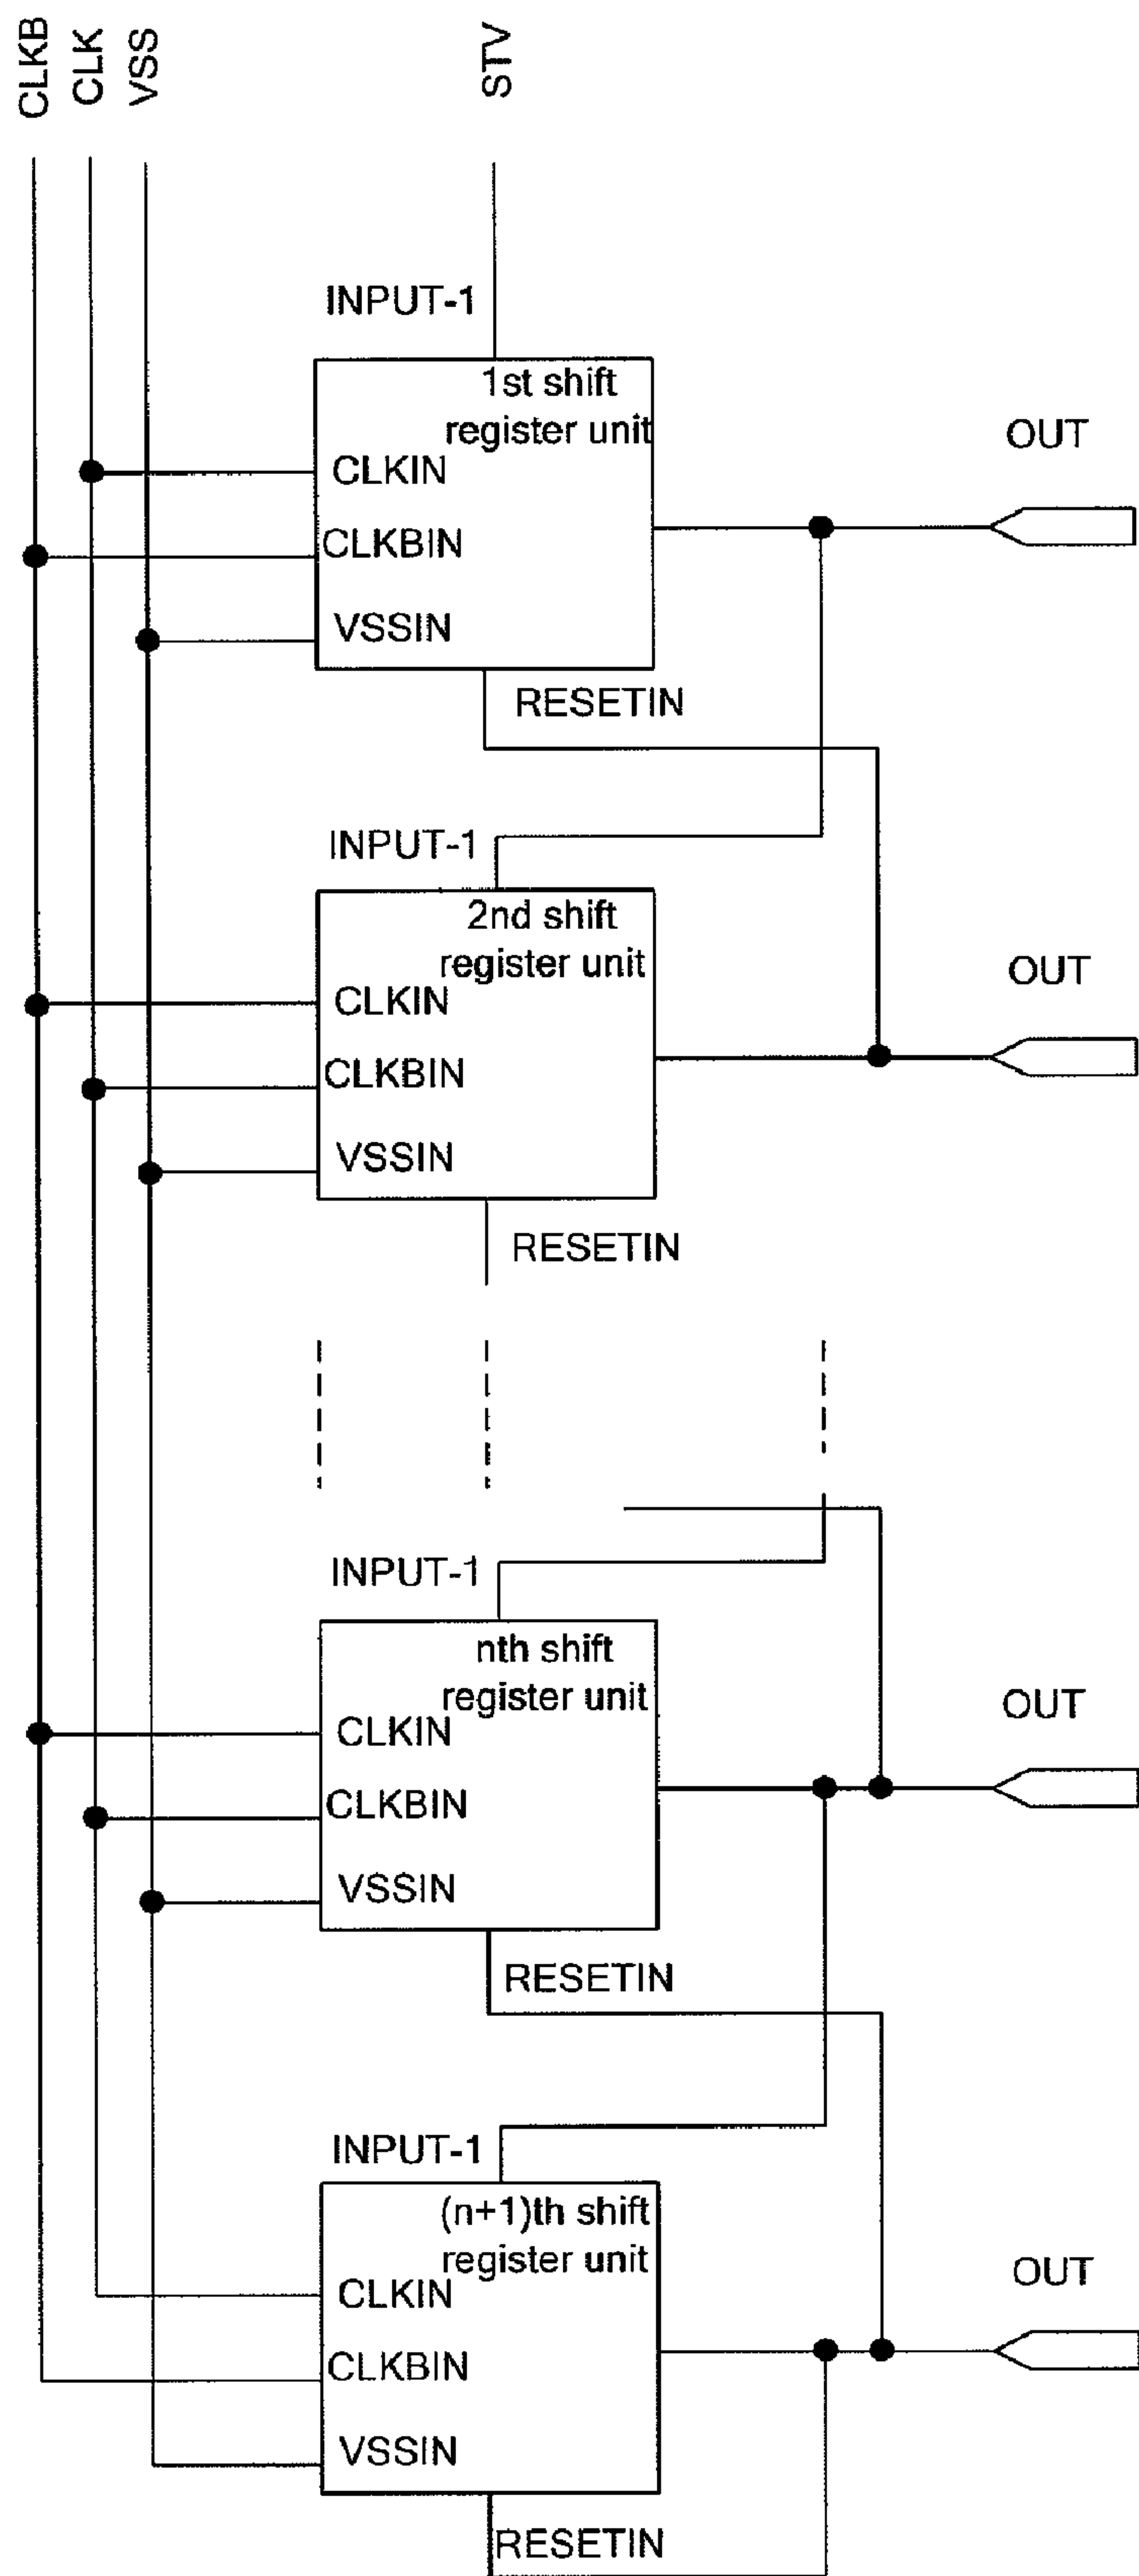 CLKB
CLK
VSS
STV
INPUT-1
1st shift
register unit
CLKIN
CLKBIN
VSSIN
OUT
RESETIN
INPUT-1
2nd shift
register unit
CLKIN
CLKBIN
VSSIN
OUT
RESETIN
INPUT-1
nth shift
register unit
CLKIN
CLKBIN
VSSIN
OUT
RESETIN
INPUT-1
(n+1)th shift
register unit
CLKIN
CLKBIN
VSSIN
OUT
RESETIN